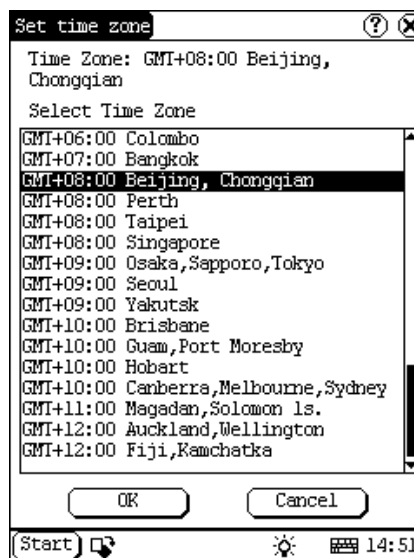 Set time zone
Time Zone: GMT+08:00 Beijing,
Chongqian
Select Time Zone
GMT+06:00 Colombo
GMT+07:00 Bangkok
GMT+08:00 Beijing, Chongqian
GMT+08:00 Perth
GMT+08:00 Taipei
GMT+08:00 Singapore
GMT+09:00 Osaka,Sapporo,Tokyo
GMT+09:00 Seoul
GMT+09:00 Yakutsk
GMT+10:00 Brisbane
GMT+10:00 Guam,Port Moresby
GMT+10:00 Hobart
GMT+10:00 Canberra,Melbourne,Sydney
GMT+11:00 Magadan,Solomon ls.
GMT+12:00 Auckland,Wellington
GMT+12:00 Fiji,Kamchatka
OK Cancel
Start 14:51